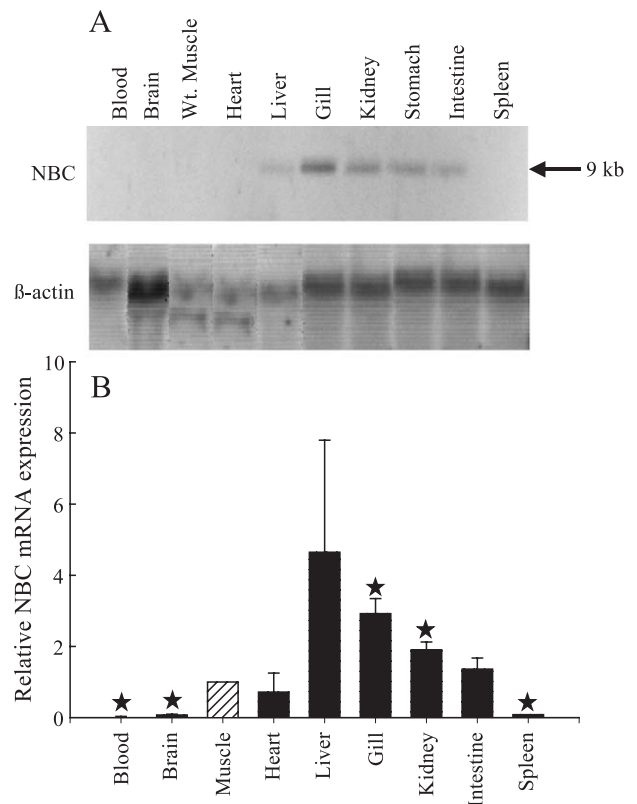 A
Blood
Brain
Wt. Muscle
Heart
Liver
Gill
Kidney
Stomach
Intestine
Spleen
NBC
9 kb
ß-actin
B
Relative NBC mRNA expression
10
8
6
4
2
0
Blood
Brain
Muscle
Heart
Liver
Gill
Kidney
Intestine
Spleen